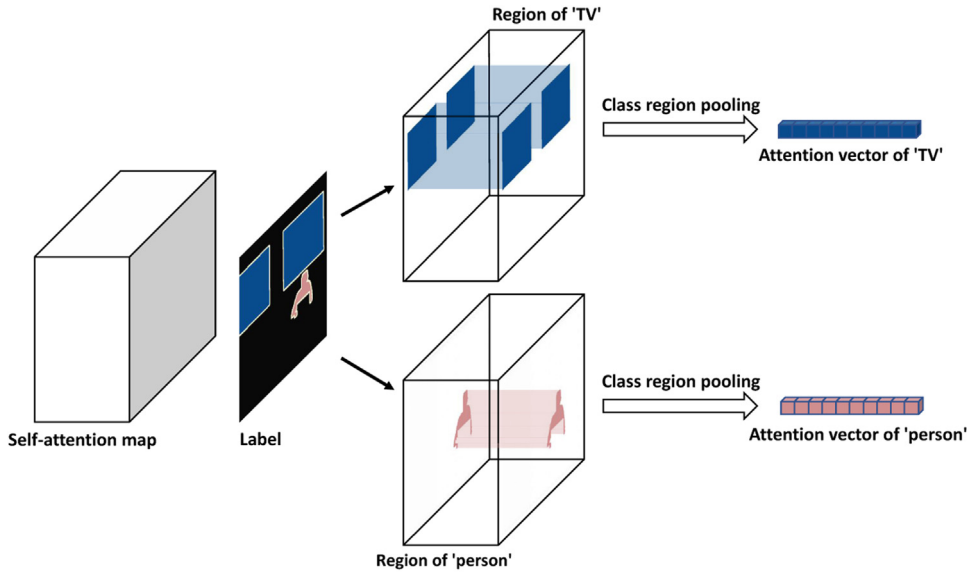 Region of 'TV'
Class region pooling
Attention vector of 'TV'
Self-attention map
Label
Class region pooling
Attention vector of 'person'
Region of 'person'